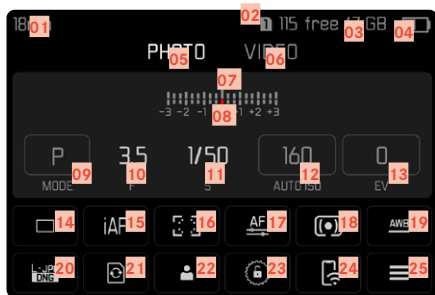 01 02 115 free 03 GB 04
PHOTO VIDEO
05 06
07
-3 -2 -1 08 +1 +2 +3
P 3.5 1/50 160 0
09 10 11 12 13
MODE F S AUTO ISO EV
14 iAF 15 16 AF 17 18 AWB 19
L-JPG DNG 20 21 22 23 24 25